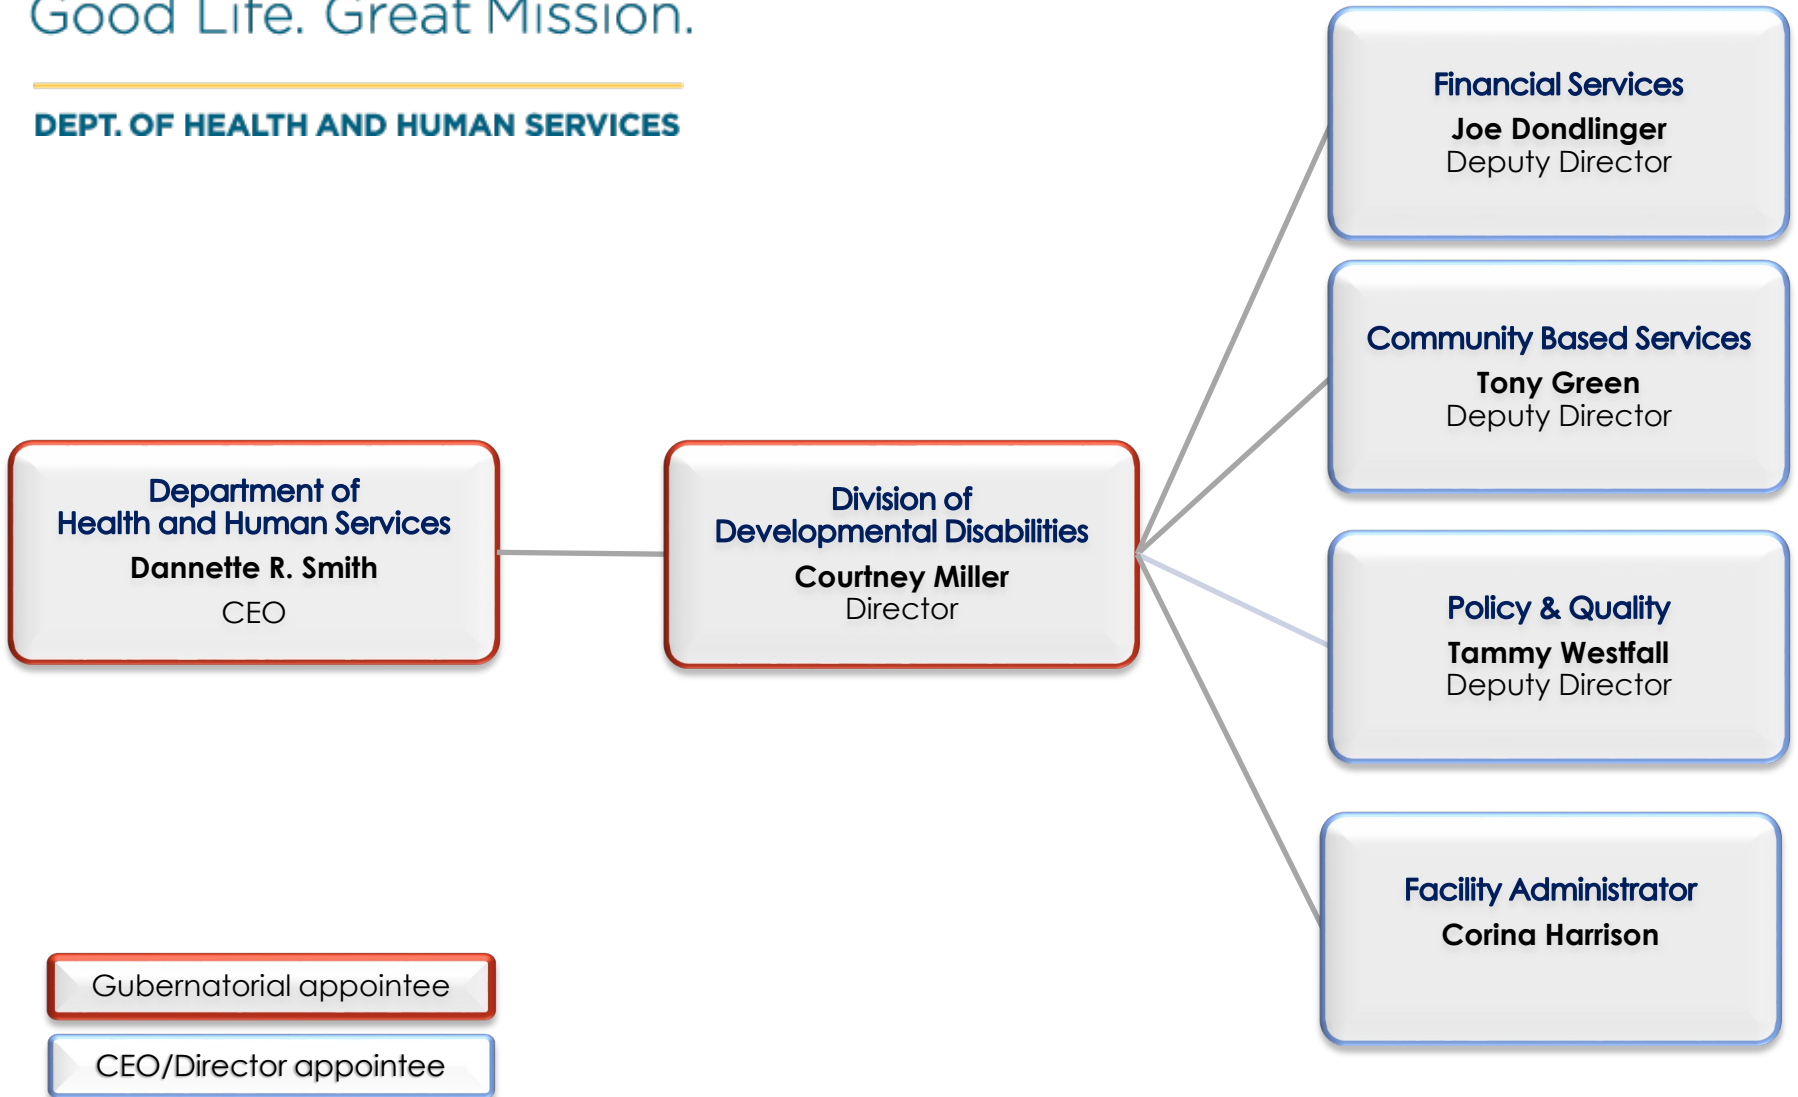 Good Life. Great Mission.
DEPT. OF HEALTH AND HUMAN SERVICES
Financial Services
Joe Dondlinger
Deputy Director
Community Based Services
Tony Green
Deputy Director
Department of
Health and Human Services
Dannette R. Smith
CEO
Division of
Developmental Disabilities
Courtney Miller
Director
Policy & Quality
Tammy Westfall
Deputy Director
Facility Administrator
Corina Harrison
Gubernatorial appointee
CEO/Director appointee